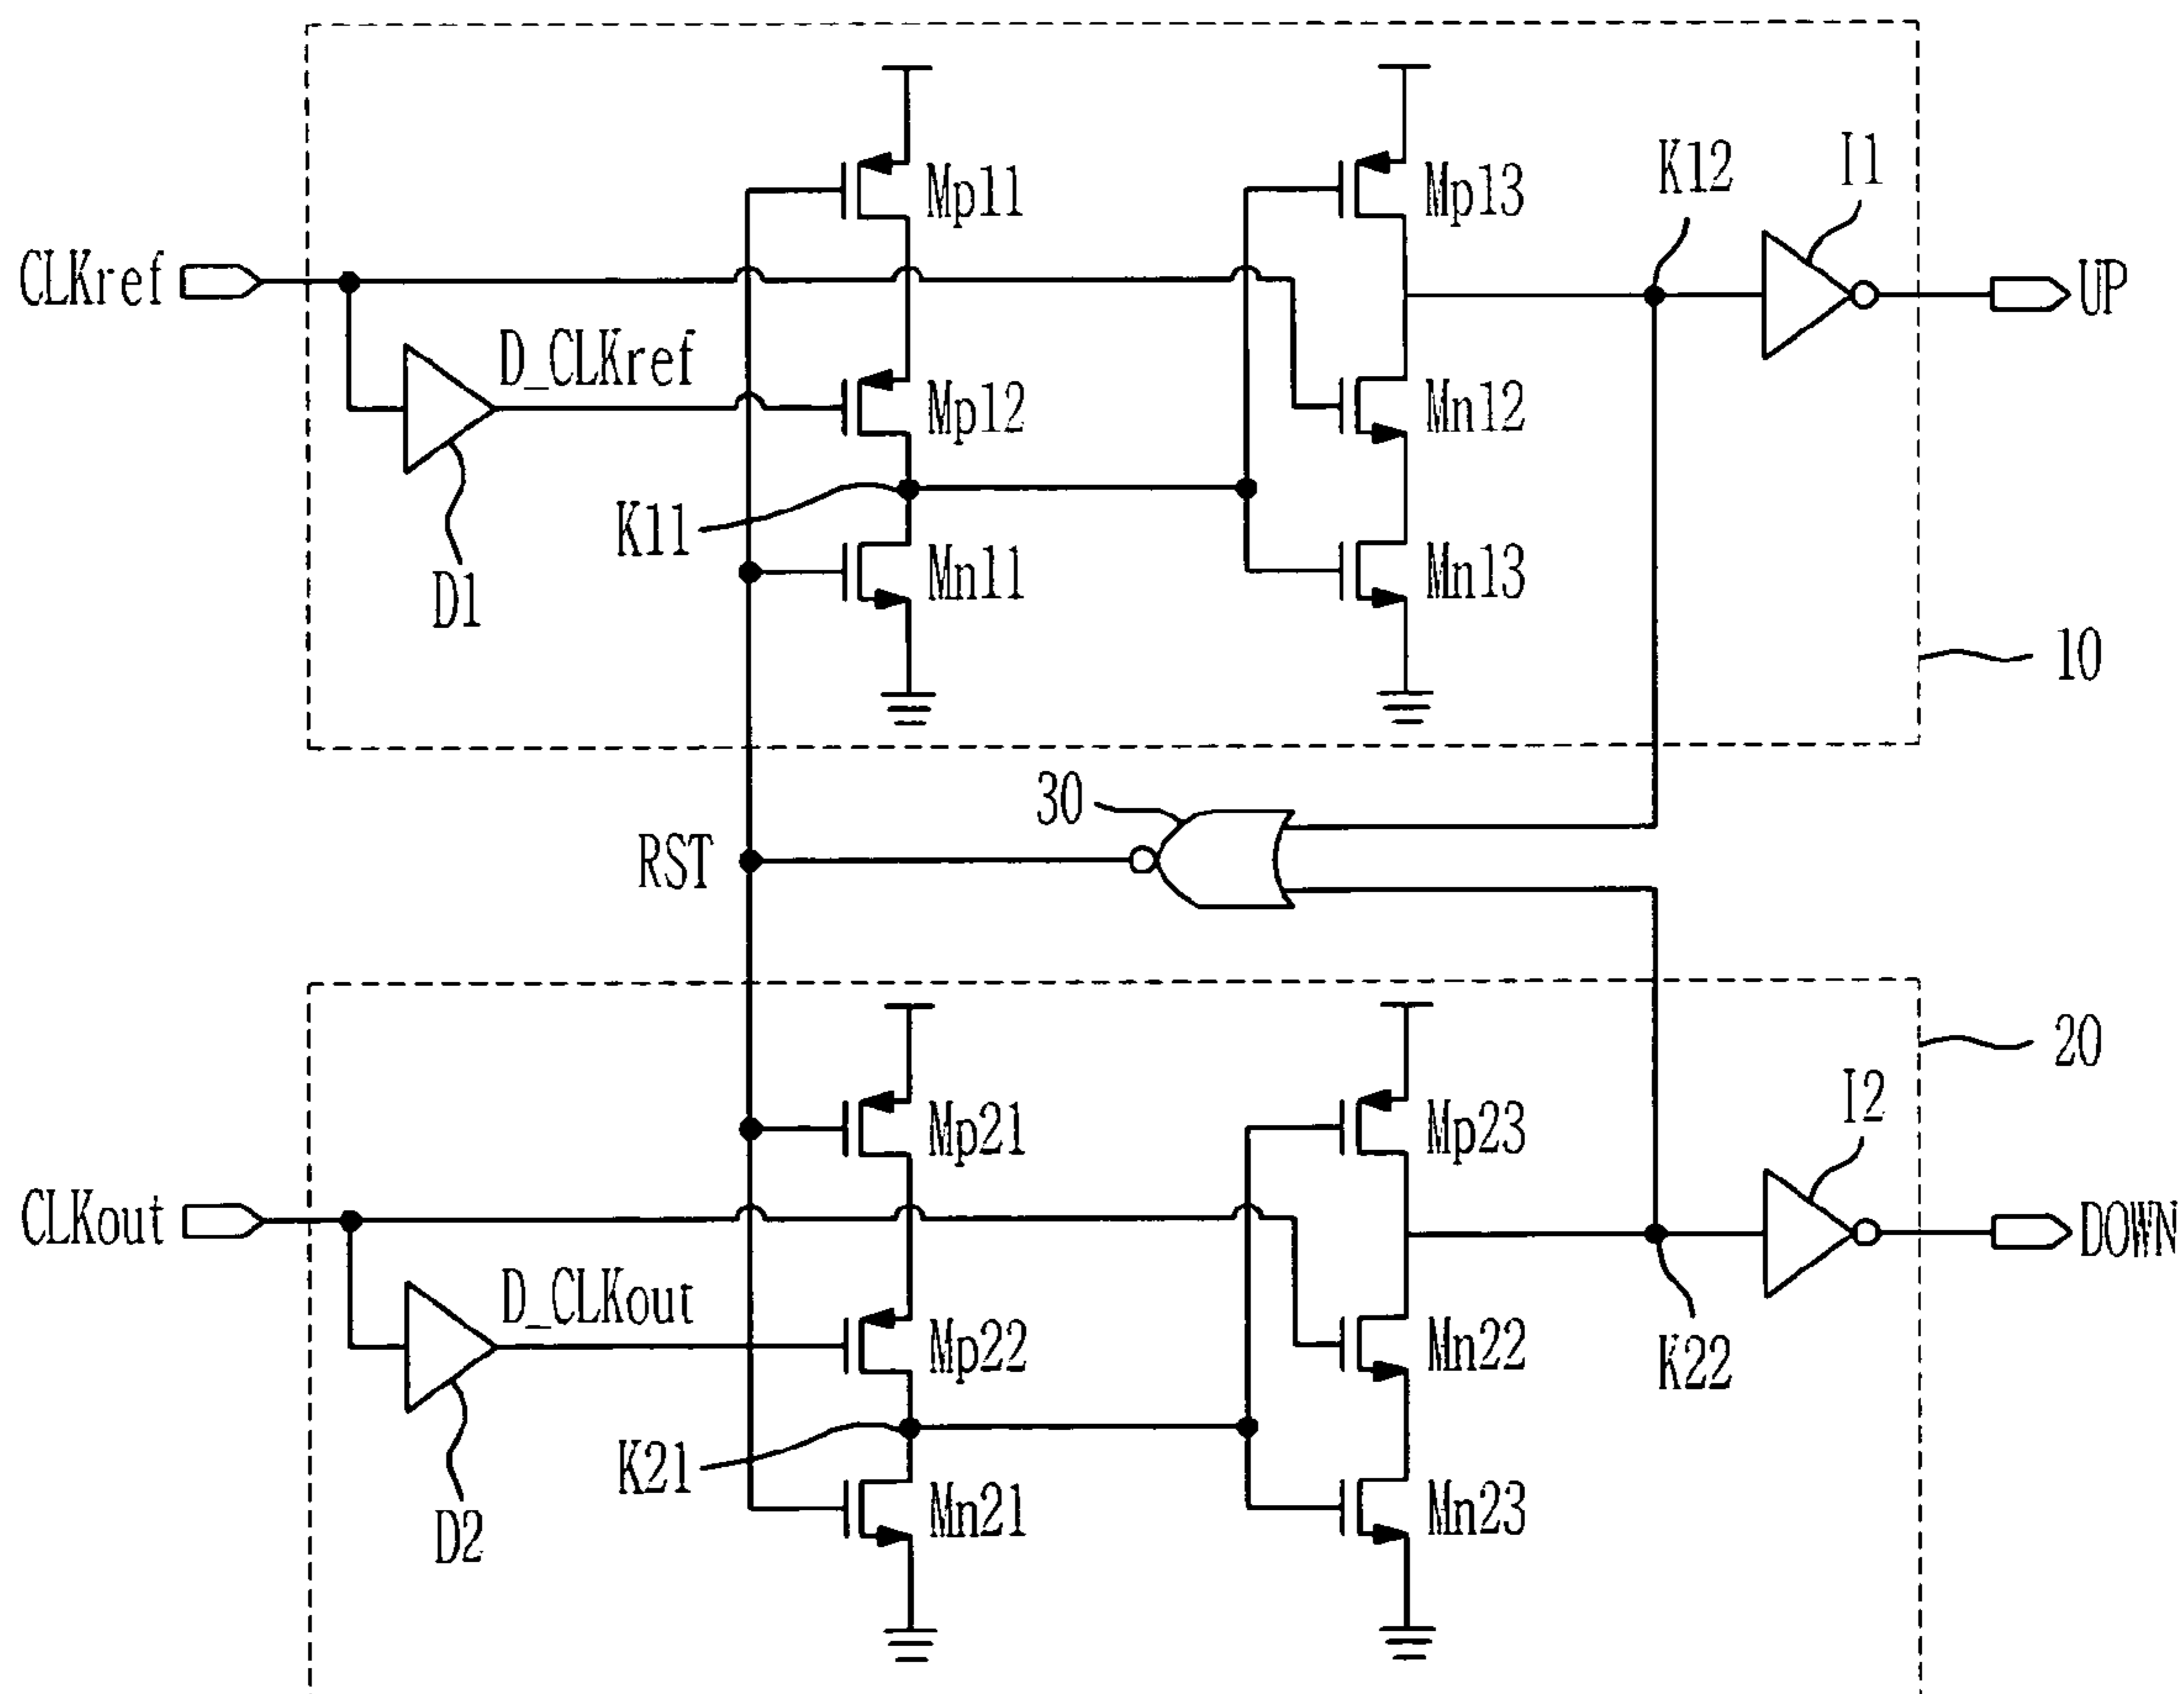 K12
I1
Mp11
Mp13
CLKref
UP
D_CLKref
Mp12
Mn12
K11
D1
Mn11
Mn13
10
30
RST
20
I2
Mp21
Mp23
CLKout
DOWN
D_CLKout
Mp22
Mn22
K22
K21
D2
Mn21
Mn23